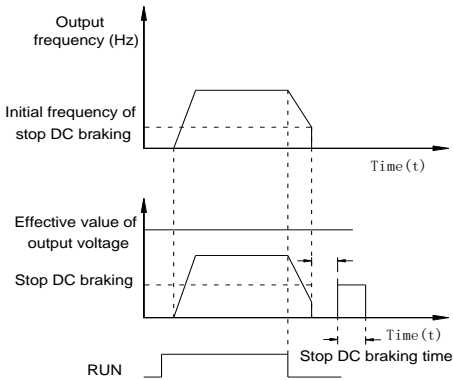 Output
frequency (Hz)
Initial frequency of
stop DC braking
Time(t)
Effective value of
output voltage
Stop DC braking
Time(t)
Stop DC braking time
RUN